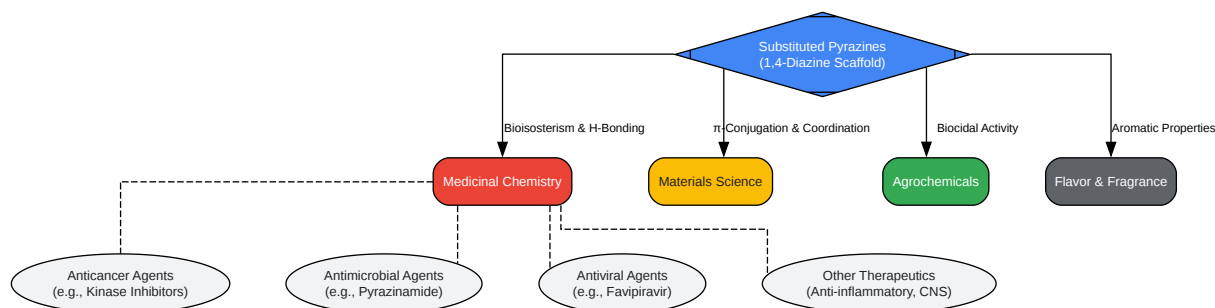 Substituted Pyrazines
(1,4-Diazine Scaffold)
Bioisosterism & H-Bonding
π-Conjugation & Coordination
Biocidal Activity
Aromatic Properties
Medicinal Chemistry
Materials Science
Agrochemicals
Flavor & Fragrance
Anticancer Agents
(e.g., Kinase Inhibitors)
Antimicrobial Agents
(e.g., Pyrazinamide)
Antiviral Agents
(e.g., Favipiravir)
Other Therapeutics
(Anti-inflammatory, CNS)